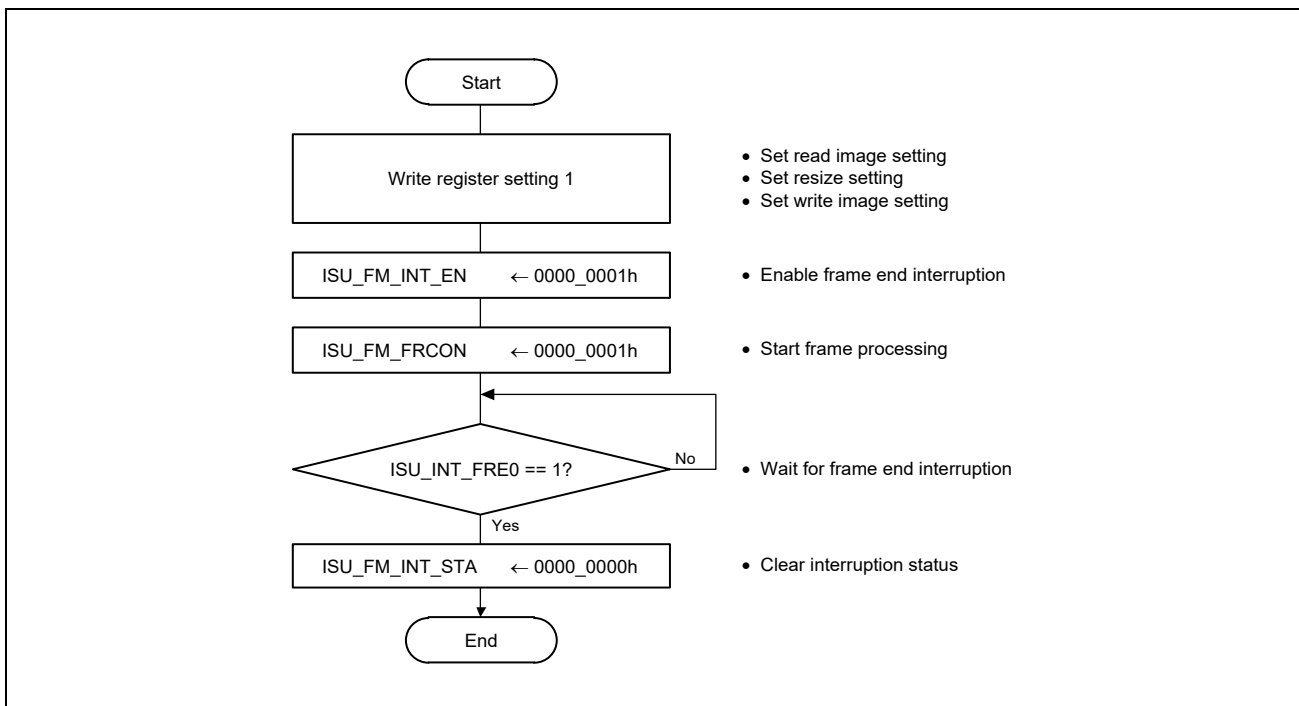 Start
Write register setting 1
• Set read image setting
• Set resize setting
• Set write image setting
ISU_FM_INT_EN ← 0000_0001h
• Enable frame end interruption
ISU_FM_FRCON ← 0000_0001h
• Start frame processing
ISU_INT_FRE0 == 1?
No
• Wait for frame end interruption
Yes
ISU_FM_INT_STA ← 0000_0000h
• Clear interruption status
End